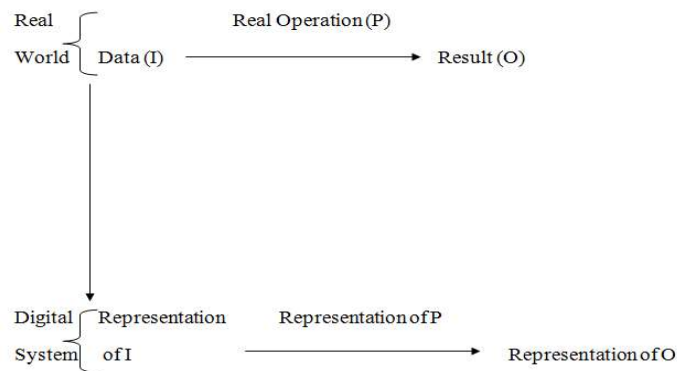 Real Real Operation (P)
World Data (I) Result (O)
Digital Representation Representation of P
System of I Representation of O